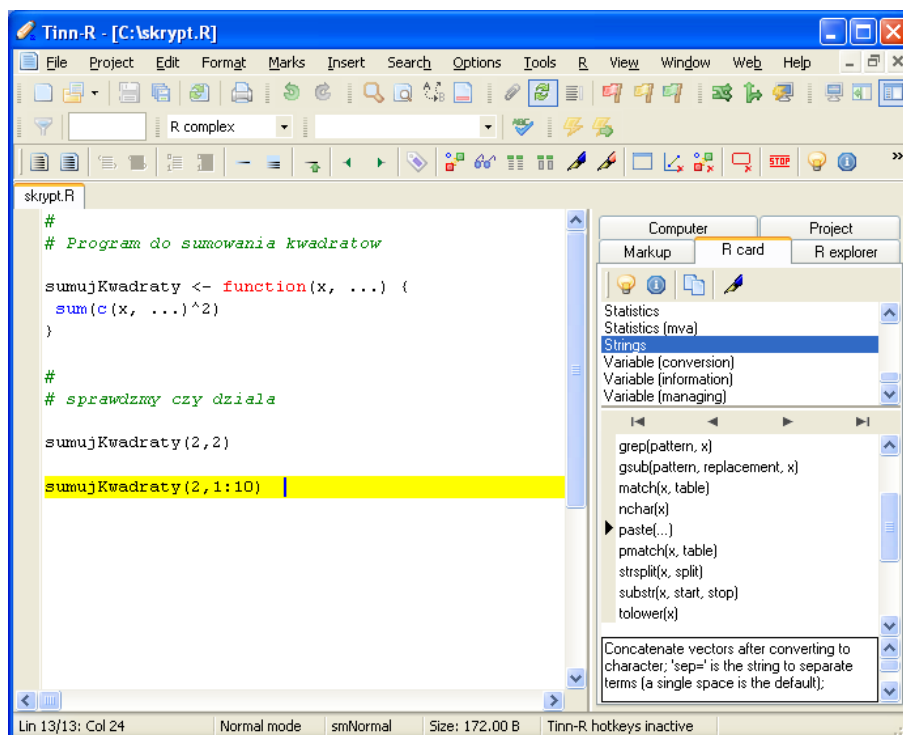 Tinn-R - [C:\skrypt.R]
File Project Edit Format Marks Insert Search Options Tools R View Window Web Help
R complex
ABC
STOP
»
skrypt.R
#
# Program do sumowania kwadratow
sumujKwadraty <- function(x, ...) {
sum(c(x, ...)^2)
}
#
# sprawdzmy czy dziala
sumujKwadraty(2,2)
sumujKwadraty(2,1:10)
Computer Project
Markup R card R explorer
Statistics
Statistics (mva)
Strings
Variable (conversion)
Variable (information)
Variable (managing)
grep(pattern, x)
gsub(pattern, replacement, x)
match(x, table)
nchar(x)
paste(...)
pmatch(x, table)
strsplit(x, split)
substr(x, start, stop)
tolower(x)
Concatenate vectors after converting to
character; 'sep=' is the string to separate
terms (a single space is the default);
Lin 13/13: Col 24 Normal mode smNormal Size: 172.00 B Tinn-R hotkeys inactive